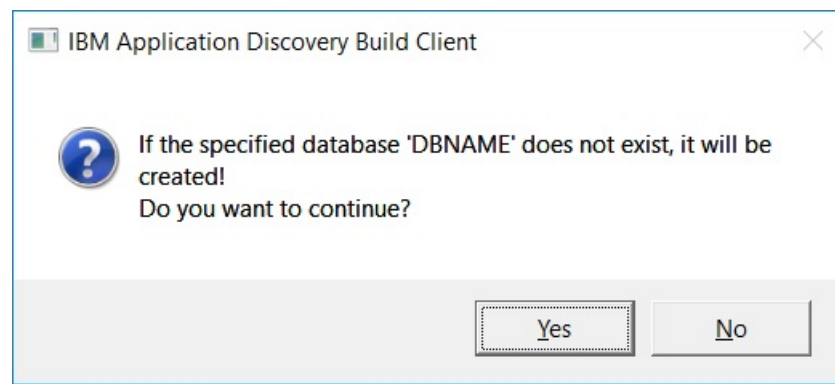 IBM Application Discovery Build Client
If the specified database 'DBNAME' does not exist, it will be
created!
Do you want to continue?
Yes No